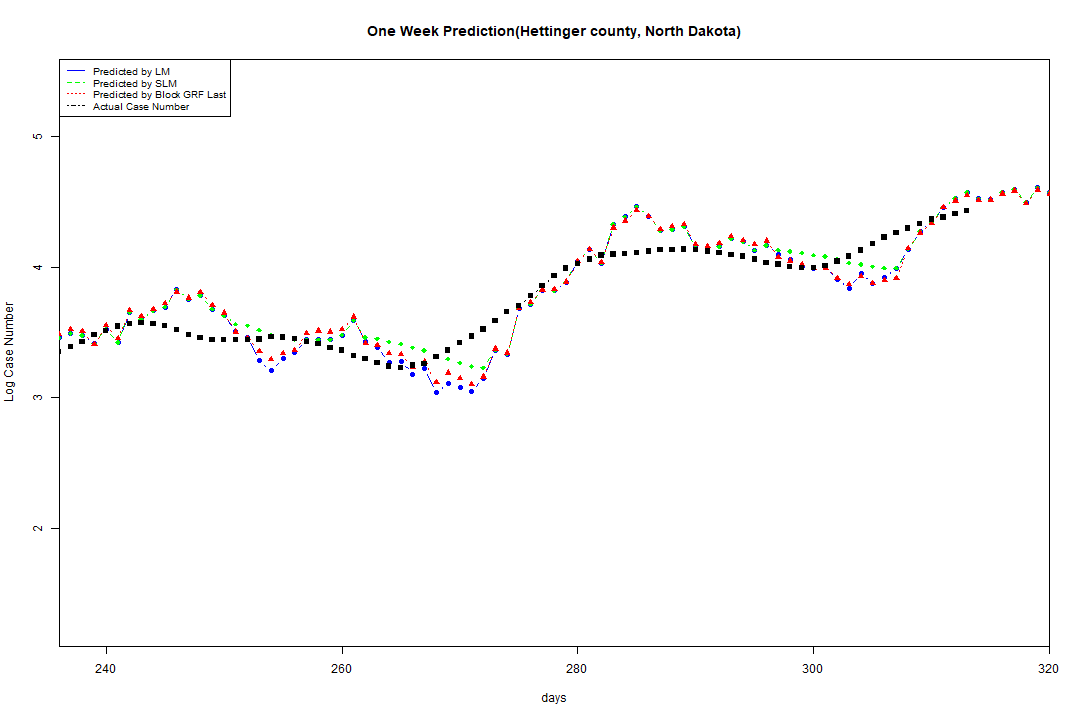 One Week Prediction(Hettinger county, North Dakota)
Predicted by LM
Predicted by SLM
Predicted by Block GRF Last
Actual Case Number
5
4
3
2
Log Case Number
240
260
280
300
320
days